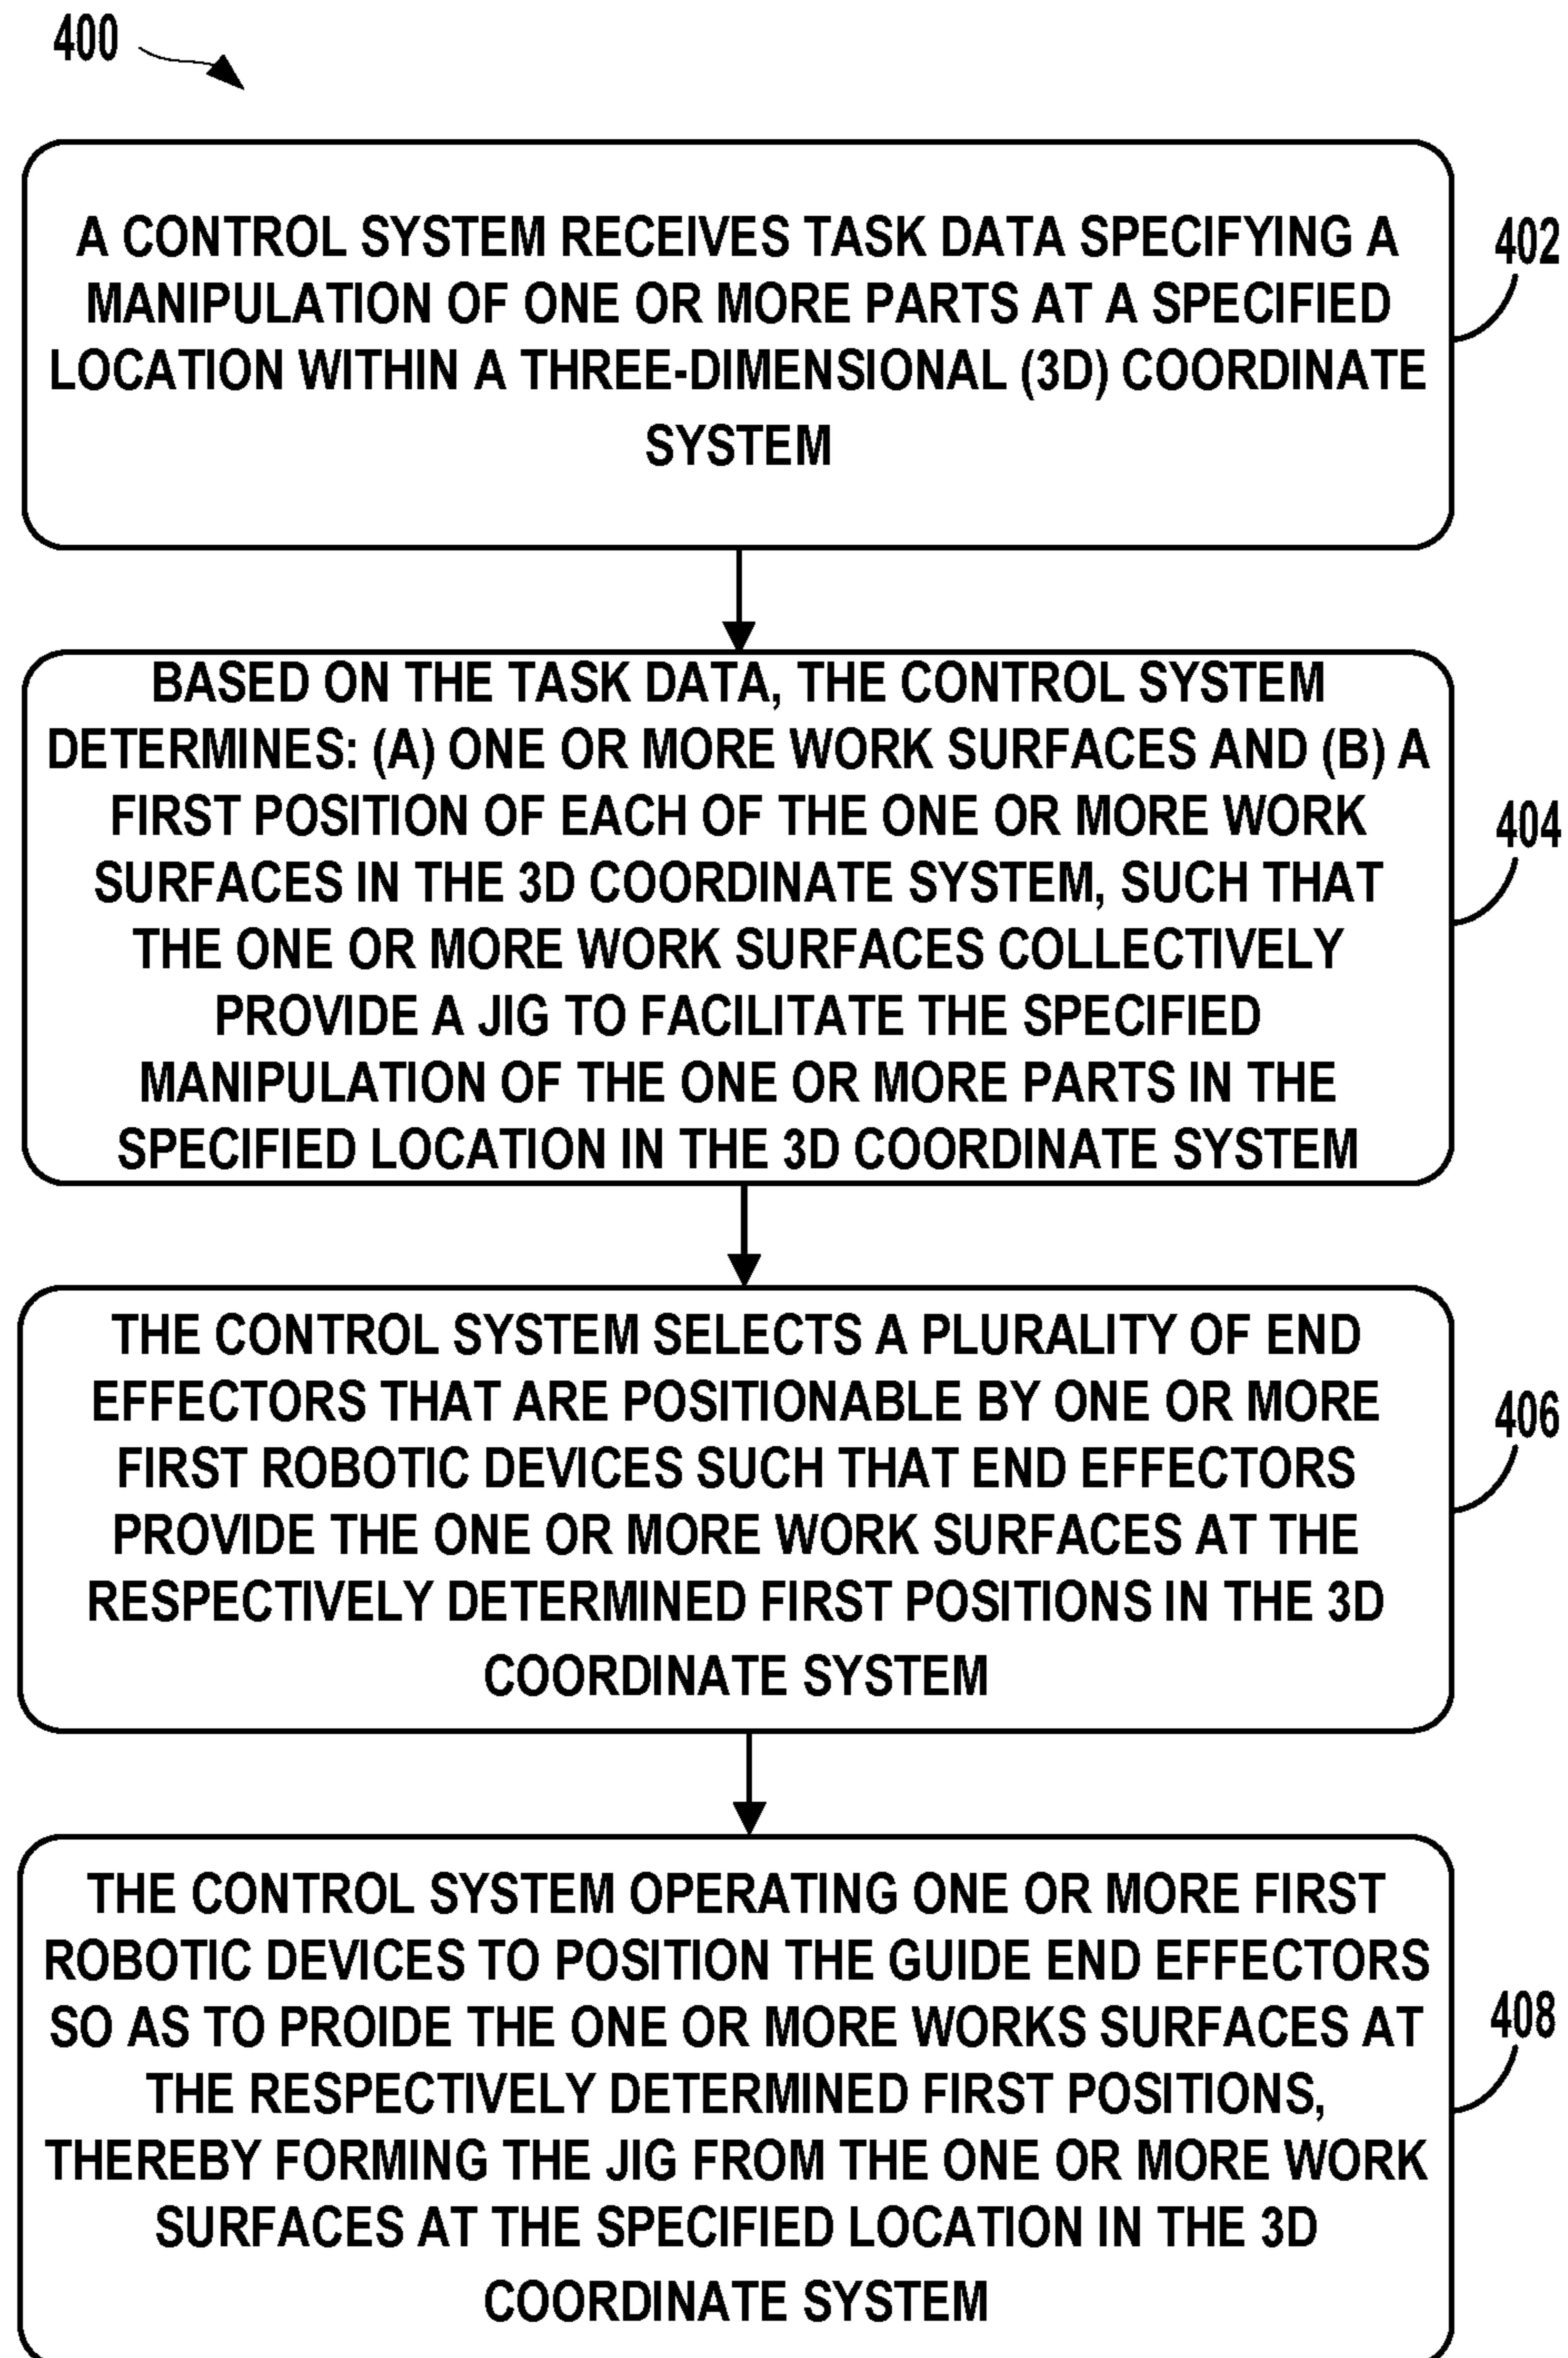 400
A CONTROL SYSTEM RECEIVES TASK DATA SPECIFYING A
MANIPULATION OF ONE OR MORE PARTS AT A SPECIFIED
LOCATION WITHIN A THREE-DIMENSIONAL (3D) COORDINATE
SYSTEM
402
BASED ON THE TASK DATA, THE CONTROL SYSTEM
DETERMINES: (A) ONE OR MORE WORK SURFACES AND (B) A
FIRST POSITION OF EACH OF THE ONE OR MORE WORK
SURFACES IN THE 3D COORDINATE SYSTEM, SUCH THAT
THE ONE OR MORE WORK SURFACES COLLECTIVELY
PROVIDE A JIG TO FACILITATE THE SPECIFIED
MANIPULATION OF THE ONE OR MORE PARTS IN THE
SPECIFIED LOCATION IN THE 3D COORDINATE SYSTEM
404
THE CONTROL SYSTEM SELECTS A PLURALITY OF END
EFFECTORS THAT ARE POSITIONABLE BY ONE OR MORE
FIRST ROBOTIC DEVICES SUCH THAT END EFFECTORS
PROVIDE THE ONE OR MORE WORK SURFACES AT THE
RESPECTIVELY DETERMINED FIRST POSITIONS IN THE 3D
COORDINATE SYSTEM
406
THE CONTROL SYSTEM OPERATING ONE OR MORE FIRST
ROBOTIC DEVICES TO POSITION THE GUIDE END EFFECTORS
SO AS TO PROIDE THE ONE OR MORE WORKS SURFACES AT
THE RESPECTIVELY DETERMINED FIRST POSITIONS,
THEREBY FORMING THE JIG FROM THE ONE OR MORE WORK
SURFACES AT THE SPECIFIED LOCATION IN THE 3D
COORDINATE SYSTEM
408